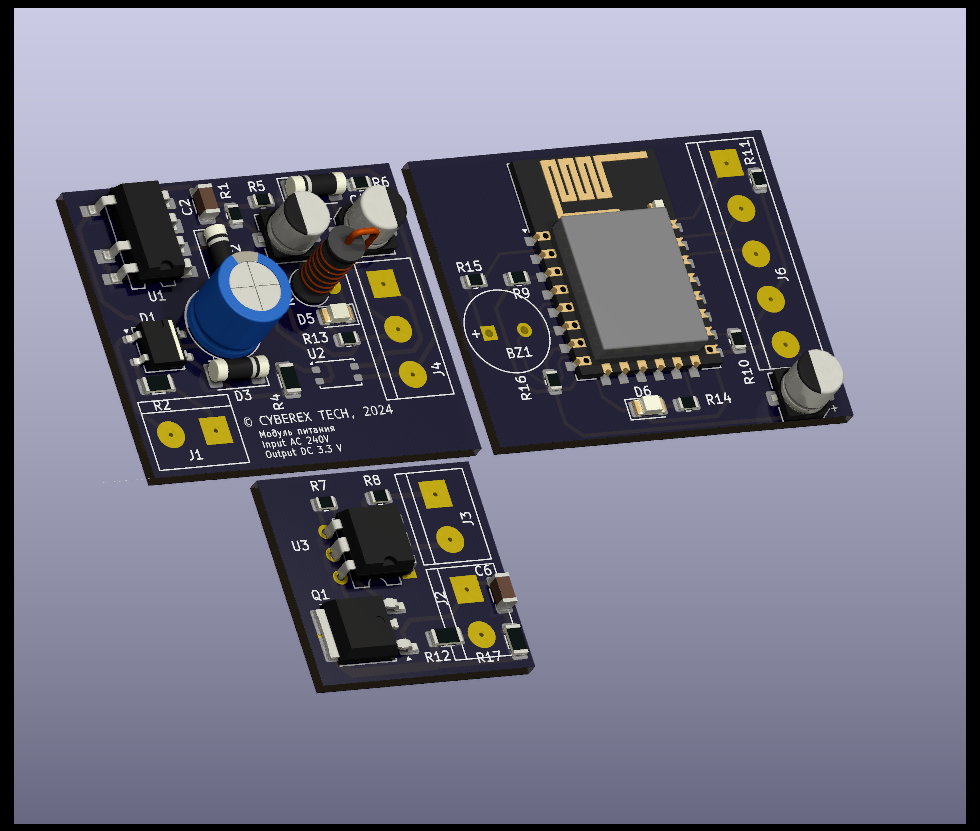 C2
R1
R5
R6
U1
D1
D5
R13
U2
R2
D3
R4
J4
J1
© CYBEREX TECH, 2024
Модуль питания
Input AC 240V
Output DC 3.3 V
R11
J6
R15
R9
+
BZ1
R16
D6
R14
R10
+
R7
R8
U3
J3
Q1
J2
C6
R12
R17